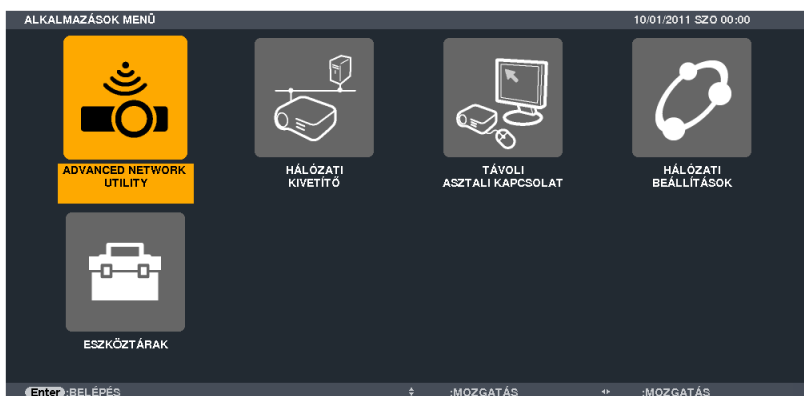 ALKALMAZÁSOK MENÜ 10/01/2011 SZO 00:00
ADVANCED NETWORK
UTILITY
HÁLÓZATI
KIVETÍTŐ
TÁVOLI
ASZTALI KAPCSOLAT
HÁLÓZATI
BEÁLLÍTÁSOK
ESZKÖZTÁRAK
Enter :BELÉPÉS :MOZGATÁS :MOZGATÁS